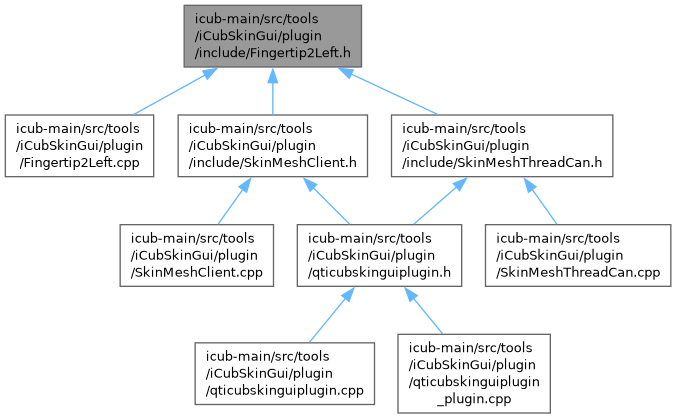 icub-main/src/tools
/iCubSkinGui/plugin
/include/Fingertip2Left.h
icub-main/src/tools
/iCubSkinGui/plugin
/Fingertip2Left.cpp
icub-main/src/tools
/iCubSkinGui/plugin
/include/SkinMeshClient.h
icub-main/src/tools
/iCubSkinGui/plugin
/include/SkinMeshThreadCan.h
icub-main/src/tools
/iCubSkinGui/plugin
/SkinMeshClient.cpp
icub-main/src/tools
/iCubSkinGui/plugin
/qticubskinguiplugin.h
icub-main/src/tools
/iCubSkinGui/plugin
/SkinMeshThreadCan.cpp
icub-main/src/tools
/iCubSkinGui/plugin
/qticubskinguiplugin.cpp
icub-main/src/tools
/iCubSkinGui/plugin
/qticubskinguiplugin
_plugin.cpp